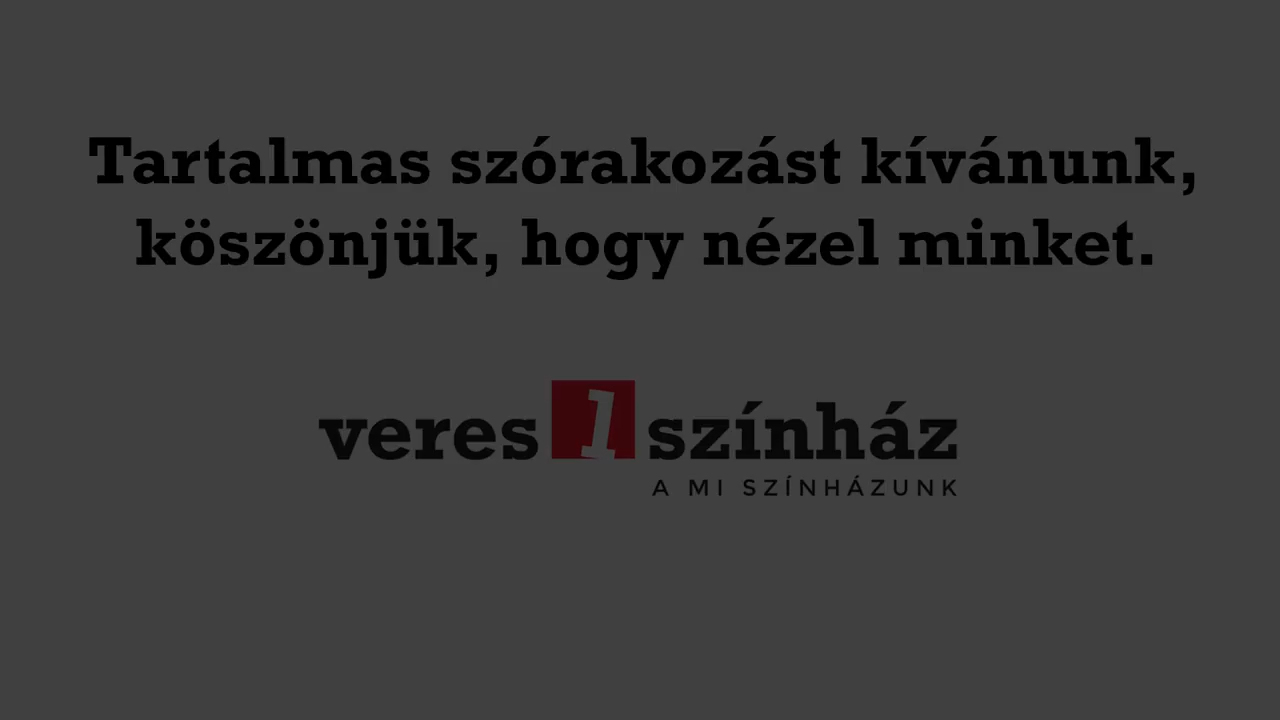 Tartalmas szórakozást kívánunk,
köszönjük, hogy nézel minket.
veres 1 színház
A MI SZÍNHÁZUNK